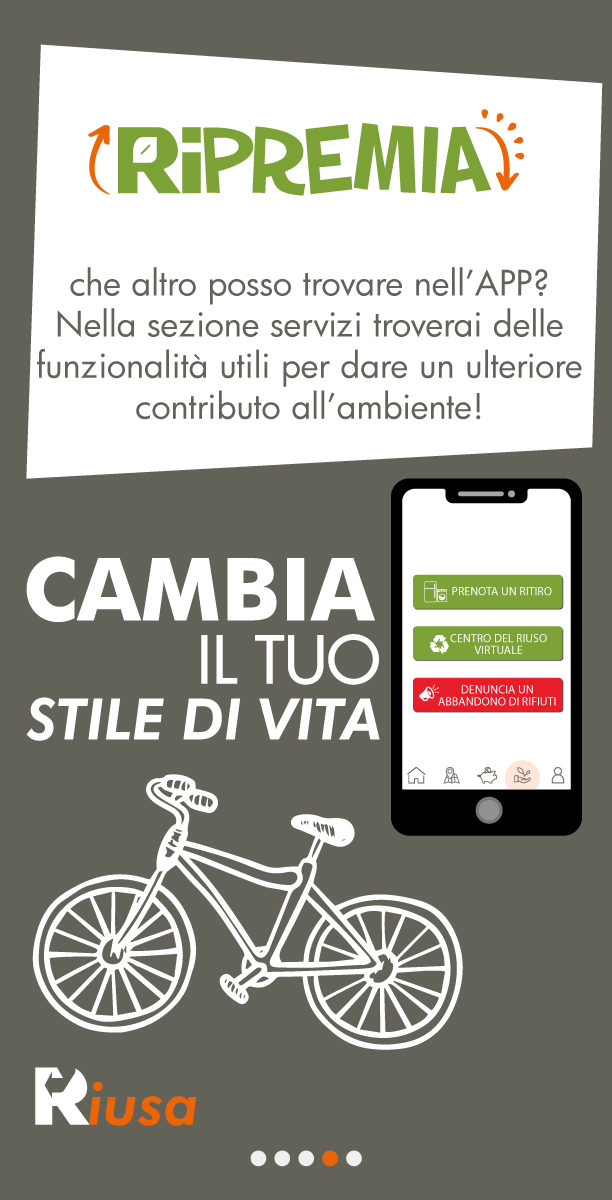 RiPREMIA
che altro posso trovare nell'APP?
Nella sezione servizi troverai delle
funzionalità utili per dare un ulteriore
contributo all'ambiente!
CAMBIA
IL TUO
STILE DI VITA
PRENOTA UN RITIRO
CENTRO DEL RIUSO
VIRTUALE
DENUNCIA UN
ABBANDONO DI RIFIUTI
Riusa